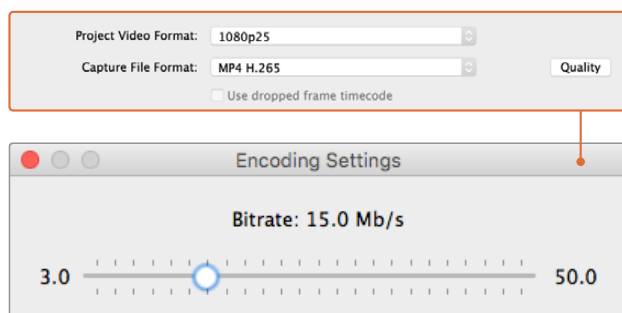 Project Video Format: 1080p25
Capture File Format: MP4 H.265 Quality
Use dropped frame timecode
Encoding Settings
Bitrate: 15.0 Mb/s
3.0 50.0